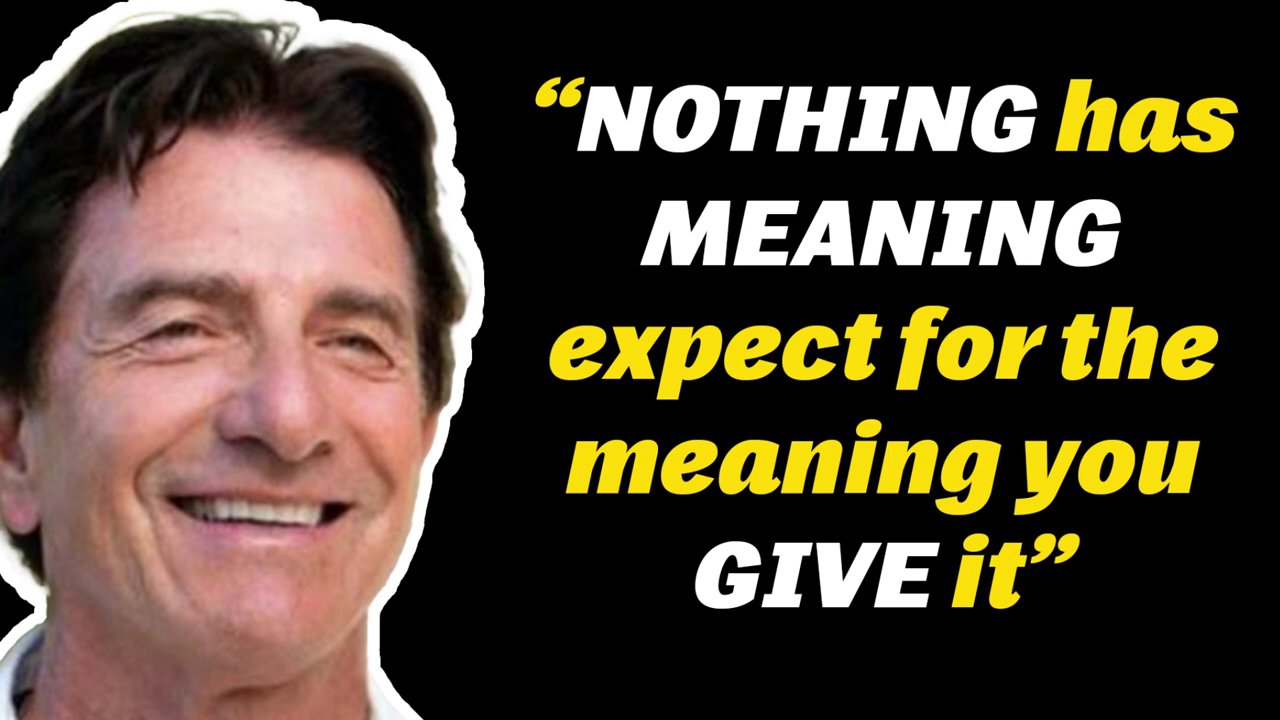 “NOTHING has
MEANING
expect for the
meaning you
GIVE it”